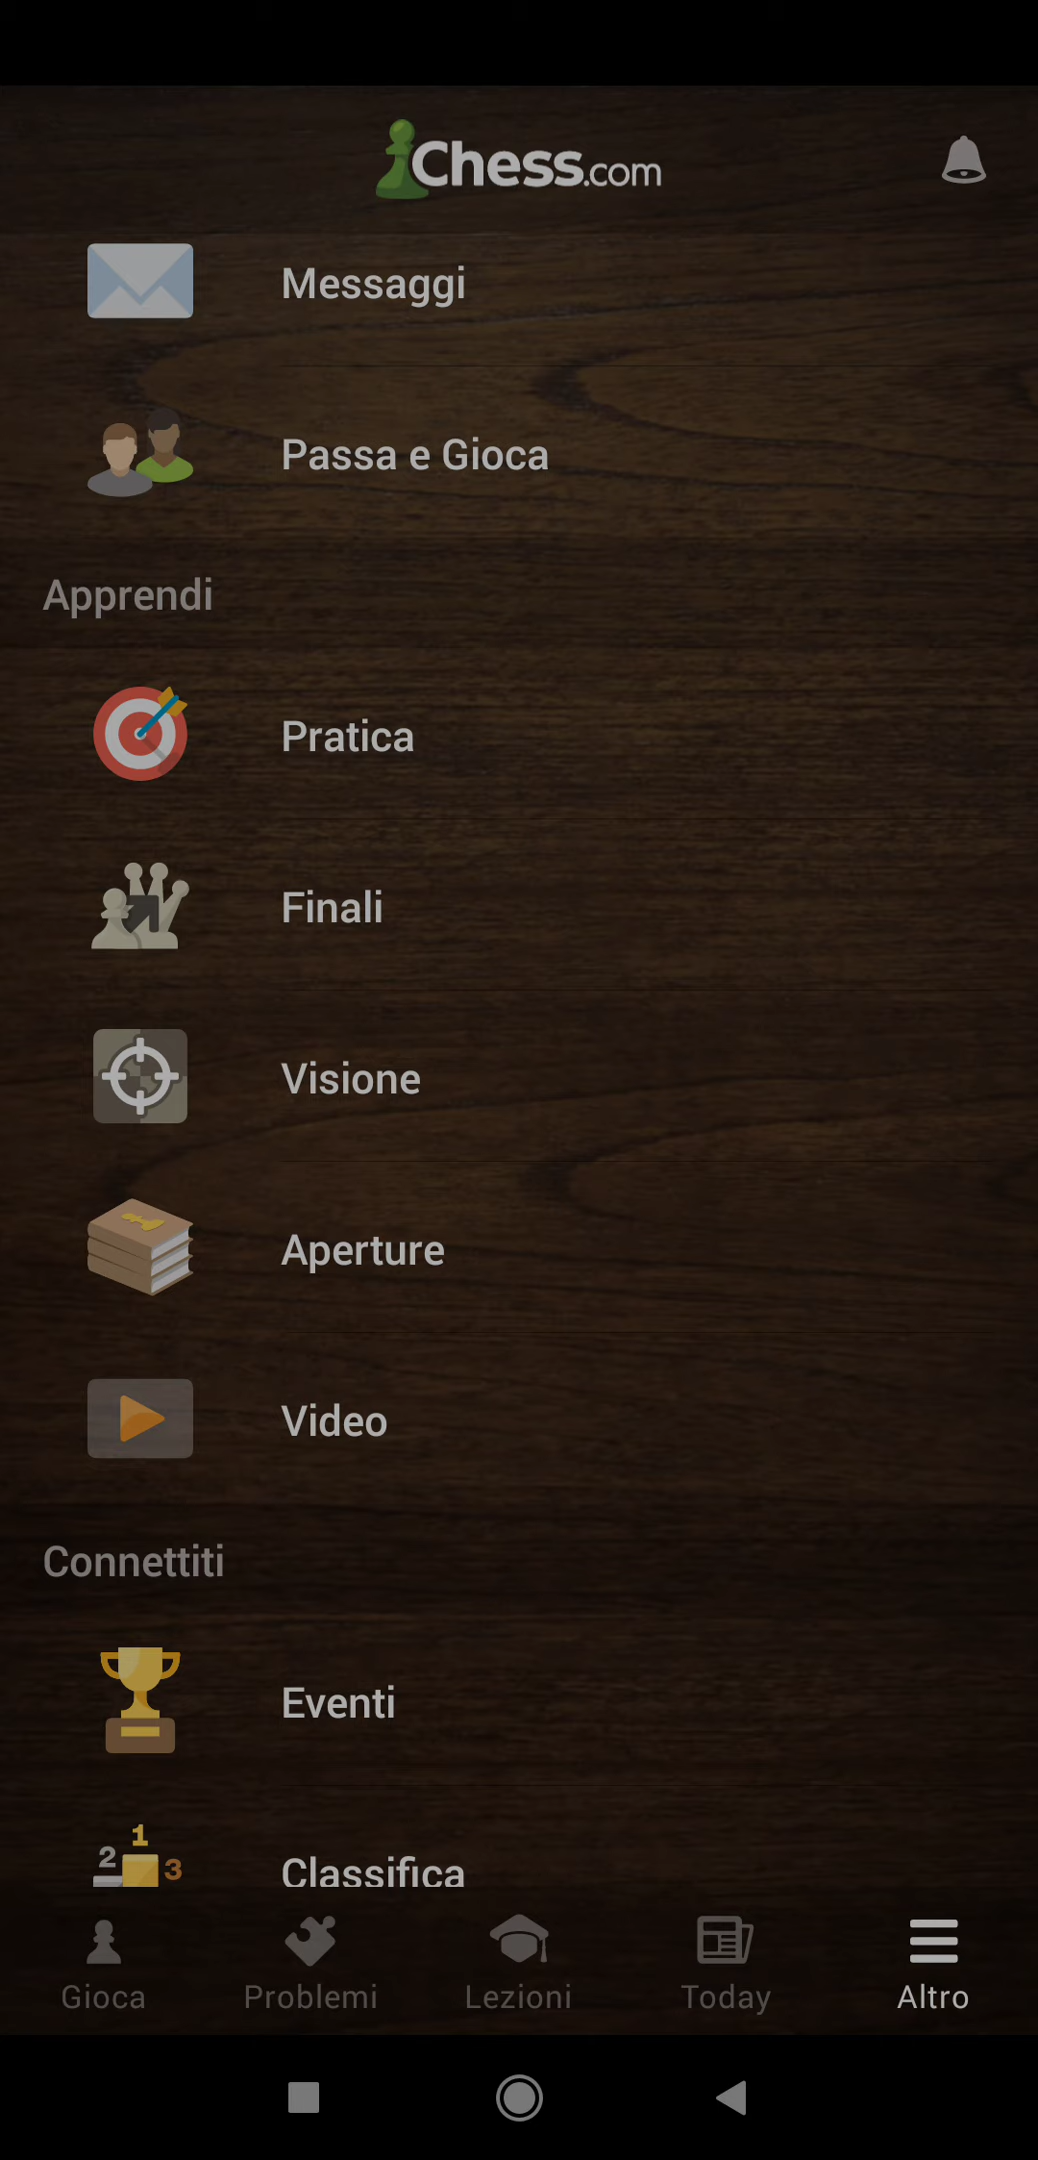 Chess.com
Messaggi
Passa e Gioca
Apprendi
Pratica
Finali
Visione
Aperture
Video
Connettiti
Eventi
1
2
3
Classifica
Gioca
Problemi
Lezioni
Today
Altro